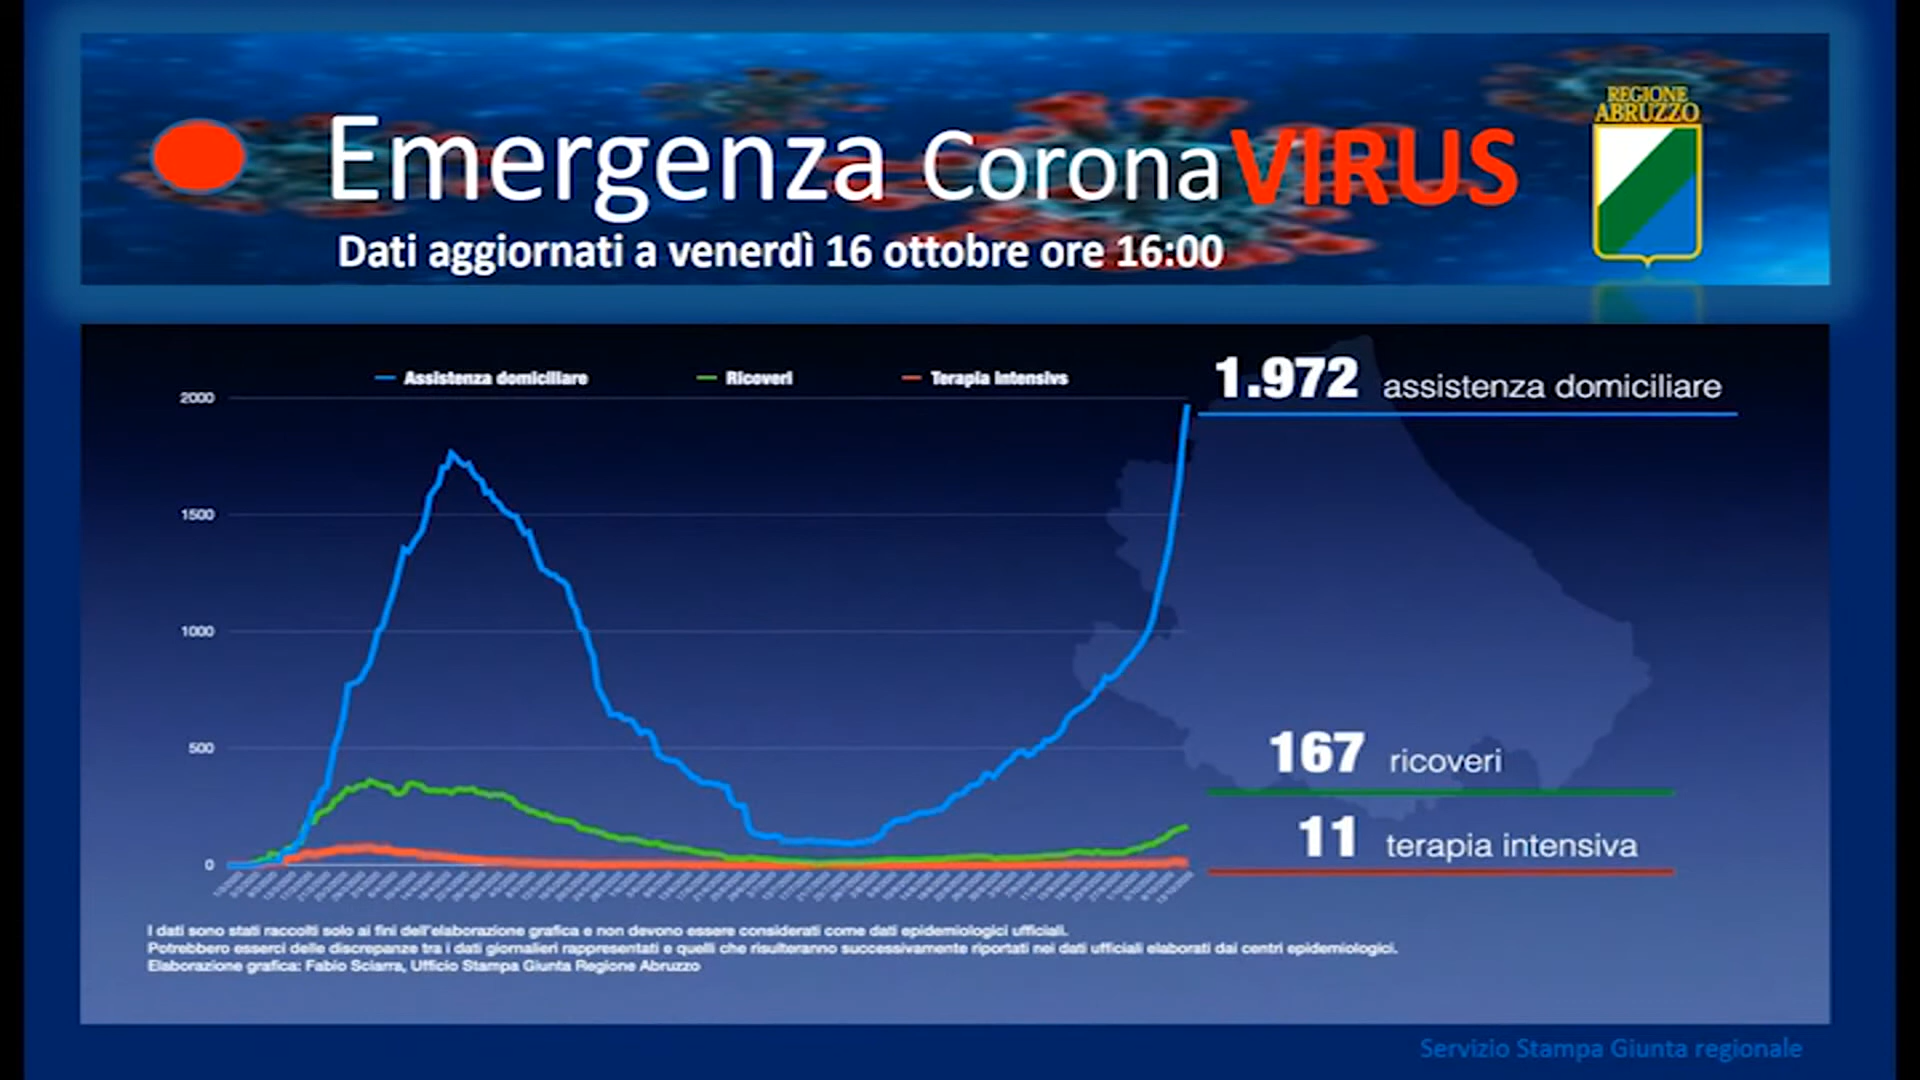 REGIONE
ABRUZZO
Emergenza CoronaVIRUS
Dati aggiornati a venerdì 16 ottobre ore 16:00
Assistenza domiciliare Ricoveri Terapia Intensivs
1.972 assistenza domiciliare
2000
1500
1000
500
0
167 ricoveri
11 terapia intensiva
I dati sono stati raccolti solo ai fini dell'elaborazione grafica e non devono essere considerati come dati epidemiologici ufficiali.
Potrebbero esserci delle discrepanze tra i dati giornalieri rappresentati e quelli che risulteranno successivamente riportati nei dati ufficiali elaborati dai centri epidemiologici.
Elaborazione grafica: Fabio Sciarra, Ufficio Stampa Giunta Regione Abruzzo
Servizio Stampa Giunta regionale